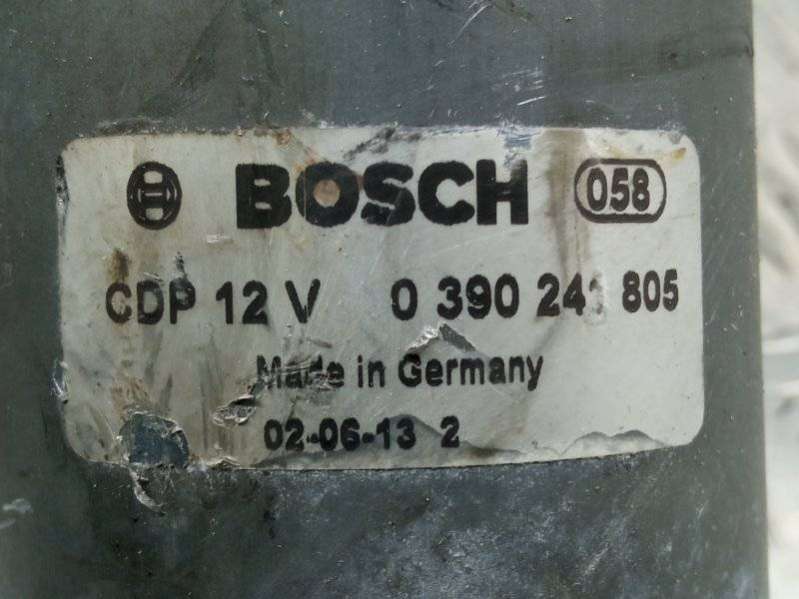 BOSCH 058
CDP 12 V 0 390 805
Made in Germany
02-06-13 2